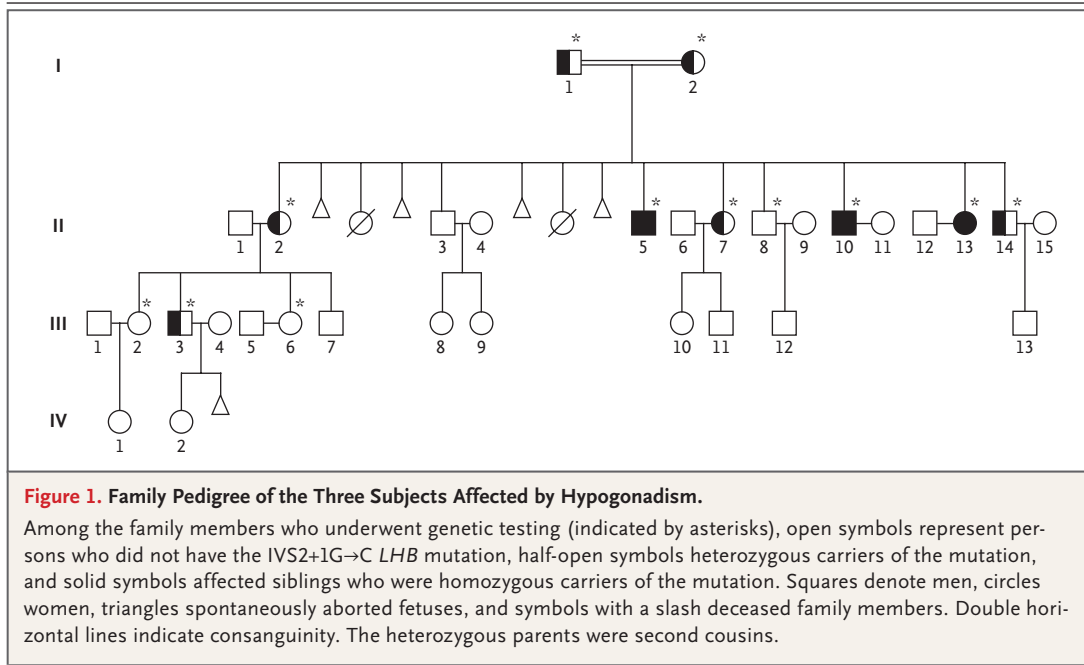 * *
I
1 2
* * * * * * *
II
1 2 3 4 5 6 7 8 9 10 11 12 13 14 15
* * *
III
1 2 3 4 5 6 7 8 9 10 11 12 13
IV
1 2
Figure 1. Family Pedigree of the Three Subjects Affected by Hypogonadism.
Among the family members who underwent genetic testing (indicated by asterisks), open symbols represent per-
sons who did not have the IVS2+1G→C LHB mutation, half-open symbols heterozygous carriers of the mutation,
and solid symbols affected siblings who were homozygous carriers of the mutation. Squares denote men, circles
women, triangles spontaneously aborted fetuses, and symbols with a slash deceased family members. Double hori-
zontal lines indicate consanguinity. The heterozygous parents were second cousins.